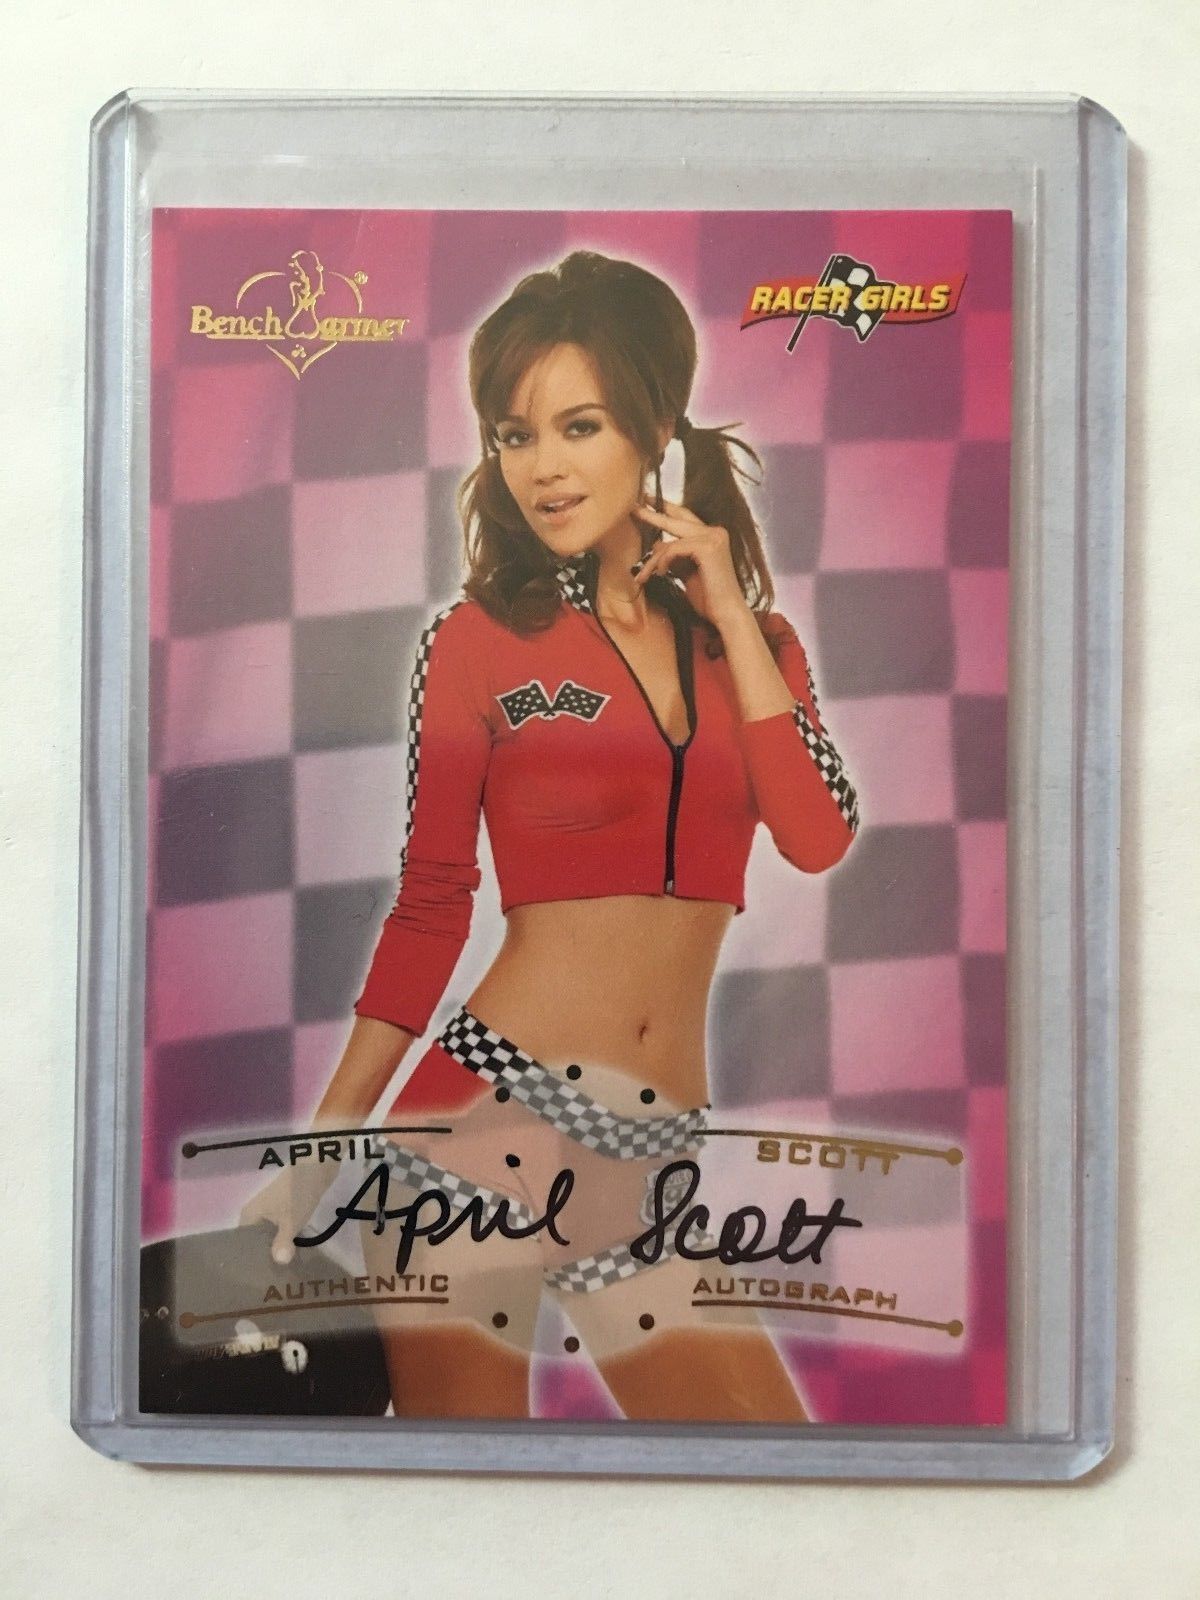 BenchWarmer ®
RACER GIRLS
APRIL SCOTT
April Scott
AUTHENTIC AUTOGRAPH